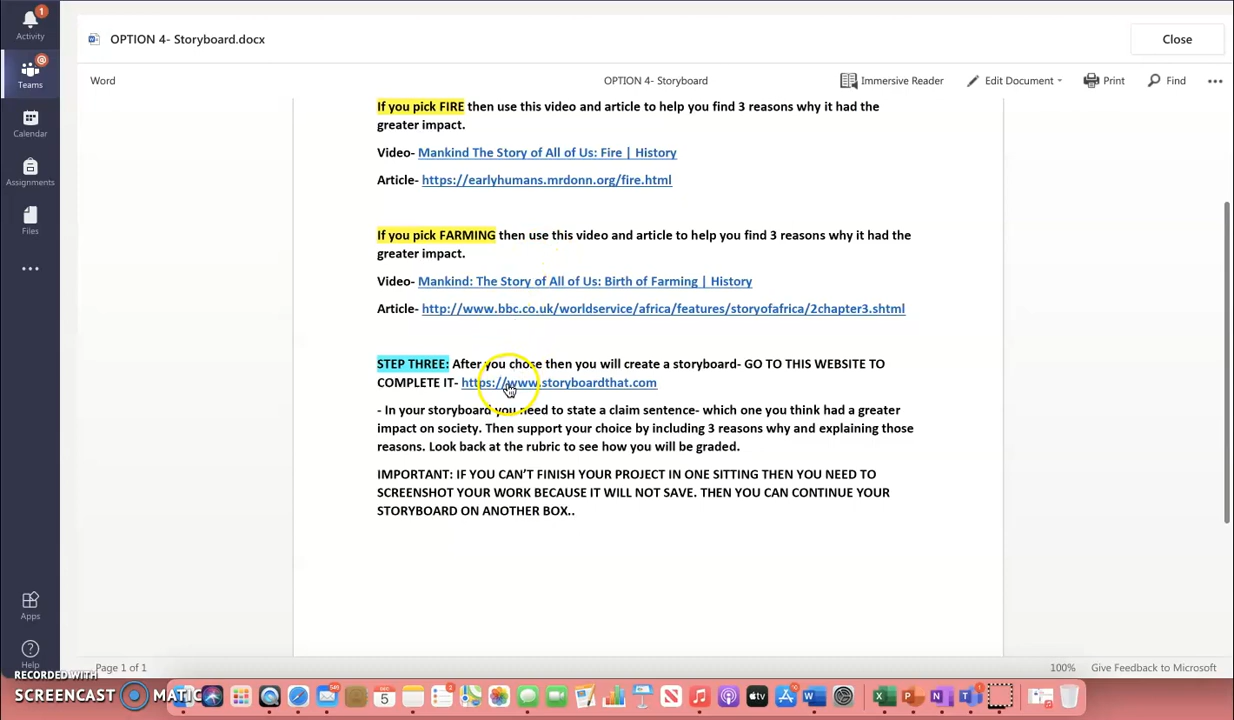 1
Activity
OPTION 4- Storyboard.docx
Close
Teams
Word
OPTION 4- Storyboard
Immersive Reader
Edit Document
Print
Find
Calendar
Assignments
Files
If you pick FIRE then use this video and article to help you find 3 reasons why it had the
greater impact.
Video- Mankind The Story of All of Us: Fire | History
Article- https://earlyhumans.mrdonn.org/fire.html
If you pick FARMING then use this video and article to help you find 3 reasons why it had the
greater impact.
Video- Mankind: The Story of All of Us: Birth of Farming | History
Article- http://www.bbc.co.uk/worldservice/africa/features/storyofafrica/2chapter3.shtml
STEP THREE: After you chose then you will create a storyboard- GO TO THIS WEBSITE TO
COMPLETE IT- https://www.storyboardthat.com
- In your storyboard you need to state a claim sentence- which one you think had a greater
impact on society. Then support your choice by including 3 reasons why and explaining those
reasons. Look back at the rubric to see how you will be graded.
IMPORTANT: IF YOU CAN'T FINISH YOUR PROJECT IN ONE SITTING THEN YOU NEED TO
SCREENSHOT YOUR WORK BECAUSE IT WILL NOT SAVE. THEN YOU CAN CONTINUE YOUR
STORYBOARD ON ANOTHER BOX..
Apps
Help
Page 1 of 1
100%
Give Feedback to Microsoft
RECORDED WITH
SCREENCAST MATIC
DEC
5
tv